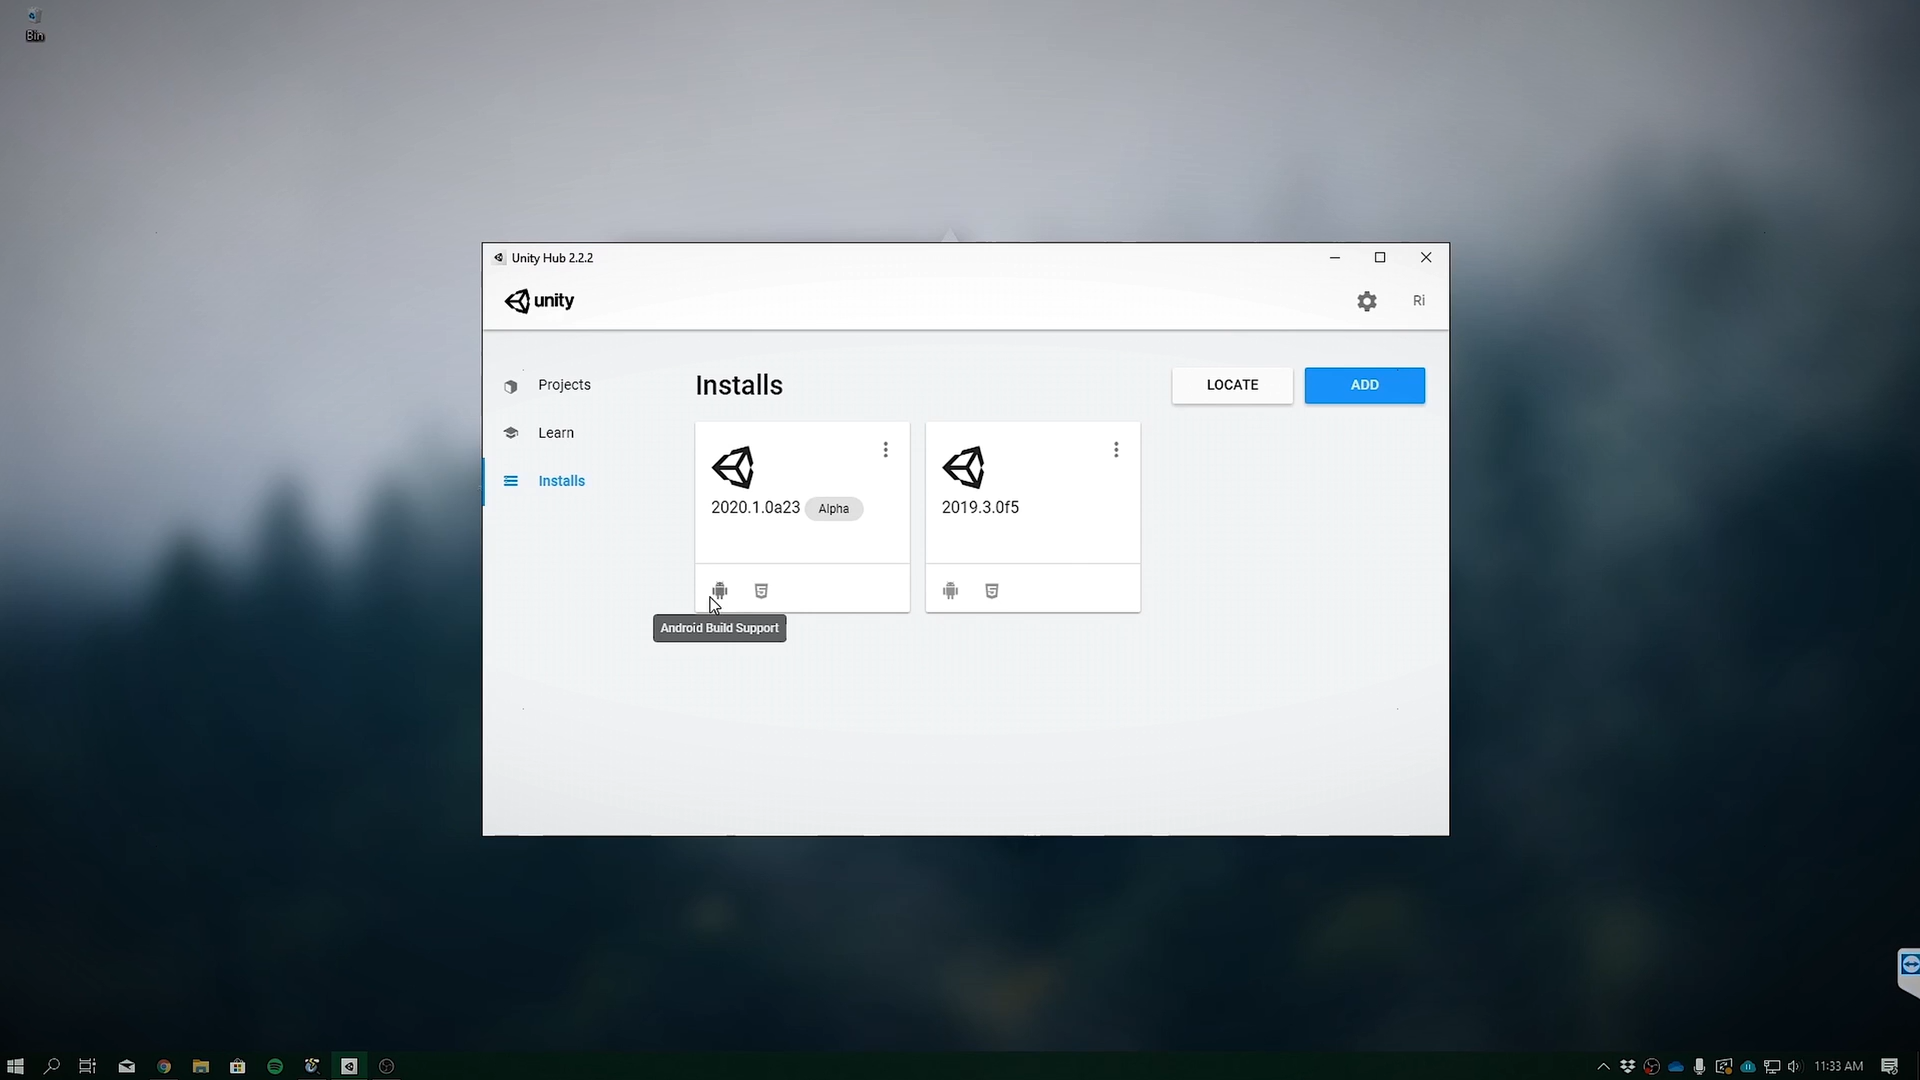 Bin
Unity Hub 2.2.2
unity
Ri
Projects
Learn
Installs
Installs
LOCATE
ADD
2020.1.0a23 Alpha
2019.3.0f5
Android Build Support
11:33 AM